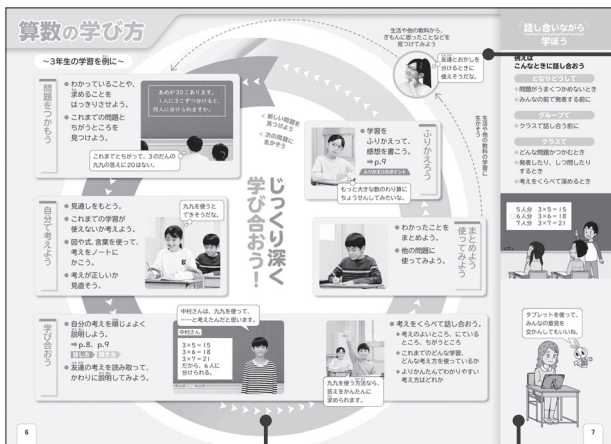 算数の学び方
~3年生の学習を例に~
問題をつかもう
● わかっていることや、
求めることを
はっきりさせよう。
● これまでの問題と
ちがうところを
見つけよう。
あめが20こあります。
1人に3こずつ分けると、
何人に分けられますか。
これまでとちがって、3のだんの
九九の答えに20はない。
自分で考えよう
● 見通しをもとう。
● これまでの学習が
使えないか考えよう。
● 図や式、言葉を使って、
考えをノートに
かこう。
● 考えが正しいか
見直そう。
九九を使うと
できそうだな。
学び合おう
● 自分の考えを順じよく
説明しよう。
⇒p.8、p.9
話し方 聞き方
● 友達の考えを読み取って、
かわりに説明してみよう。
中村さんは、九九を使って、
……と考えたんだと思います。
中村さん
3×5=15
3×6=18
3×7=21
だから、6人に
分けられる。
九九を使う方法なら、
答えをかんたんに
求められます。
● 考えをくらべて話し合おう。
● 考えのよいところ、にている
ところ、ちがうところ
● これまでのどんな学習、
どんな考え方を使っているか
● よりかんたんでわかりやすい
考え方はどれか
まとめよう
使ってみよう
● わかったことを
まとめよう。
● 他の問題に
使ってみよう。
ふりかえろう
● 学習を
ふりかえって、
感想を書こう。
⇒p.9
ふりかえりのポイント
もっと大きな数のわり算に
ちょうせんしてみたいな。
新しい問題を
見つけよう
次の問題に
生かそう
じっくり深く
学び合おう!
生活や他の教科から、
ぎもんに思ったことなどを
見つけてみよう
友達とおかしを
分けるときに
使えそうだな。
生活や他の教科の学習に
生かそう
話し合いながら
学ぼう
例えば
こんなときに話し合おう
となりどうしで
● 問題がうまくつかめないとき
● みんなの前で発表する前に
グループで
● クラスで話し合う前に
クラスで
● どんな問題かつかむとき
● 発表したり、しつ問したり
するとき
● 考えをくらべて深めるとき
5人分 3×5=15
○6人分 3×6=18
7人分 3×7=21
タブレットを使って、
みんなの意見を
交かんしてもいいね。
6
7